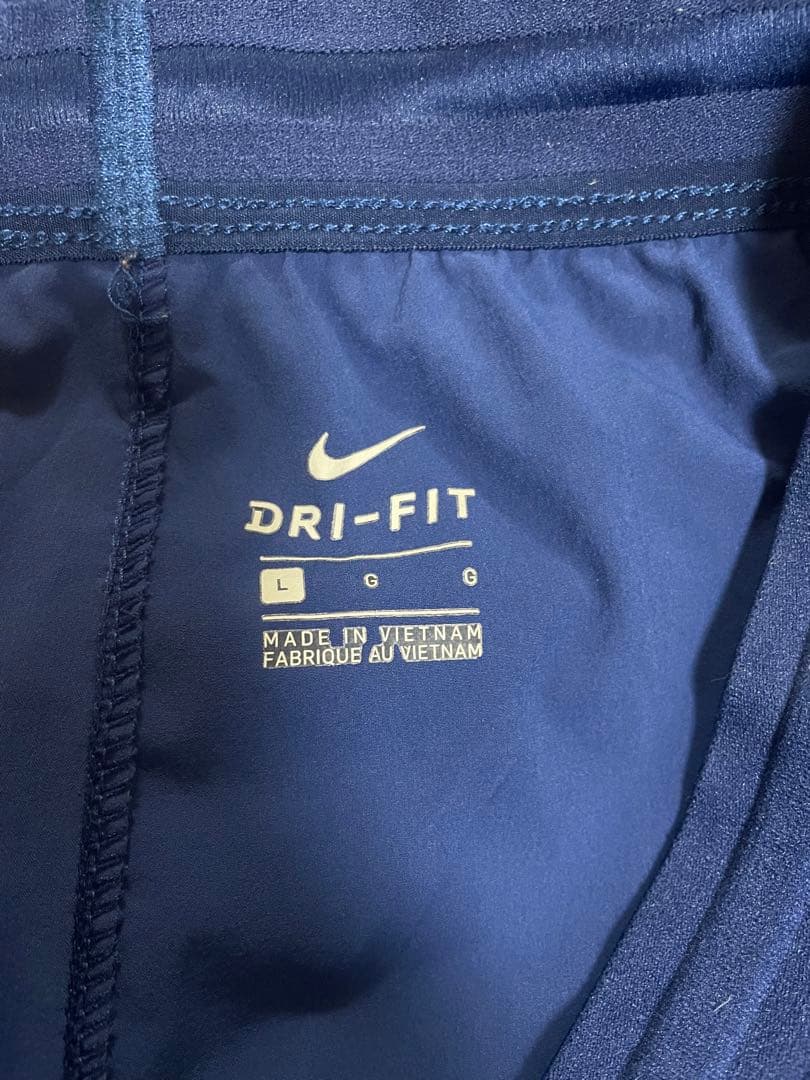 DRI-FIT
L G G
MADE IN VIETNAM
FABRIQUE AU VIETNAM